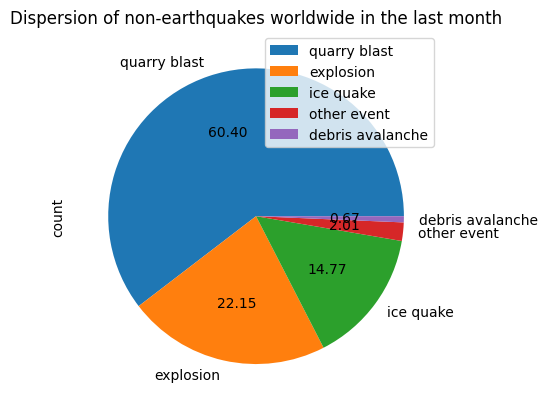 Dispersion of non-earthquakes worldwide in the last month
quarry blast
explosion
ice quake
other event
debris avalanche
quarry blast
60.40
count
0.67
debris avalanche
2.01
other event
14.77
22.15
ice quake
explosion